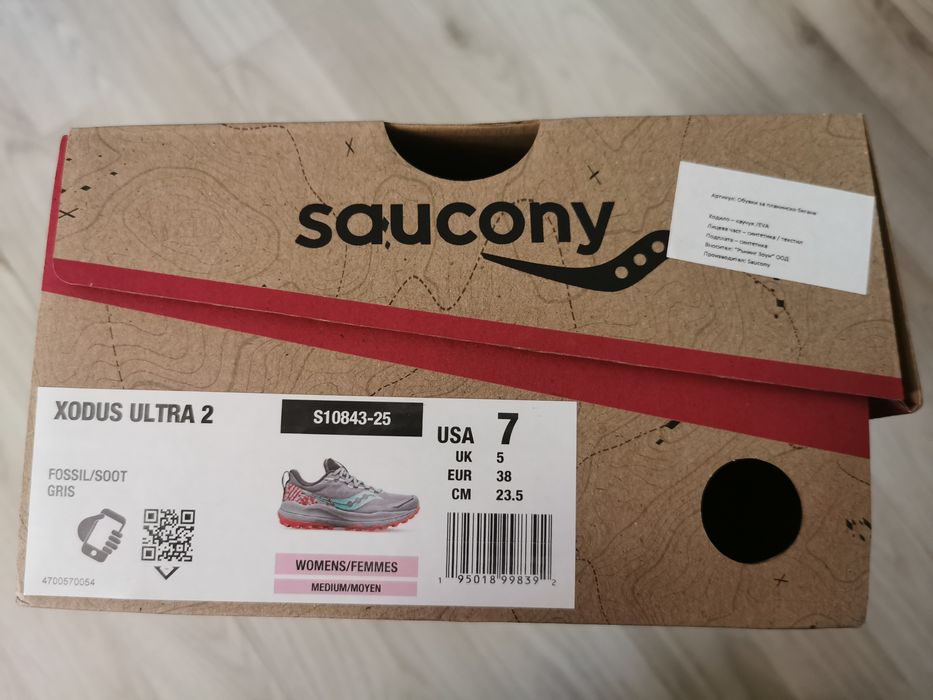 saucony
Артикул: Обувки за планинско бягане
Ходило – каучук /EVA
Лицева част – синтетика / текстил
Подплата – синтетика
Вносител: "Рънинг Зоун" ООД
Производител: Saucony
XODUS ULTRA 2
S10843-25
USA 7
UK 5
EUR 38
CM 23.5
FOSSIL/SOOT
GRIS
WOMENS/FEMMES
MEDIUM/MOYEN
4700570054
1 95018 99839 2